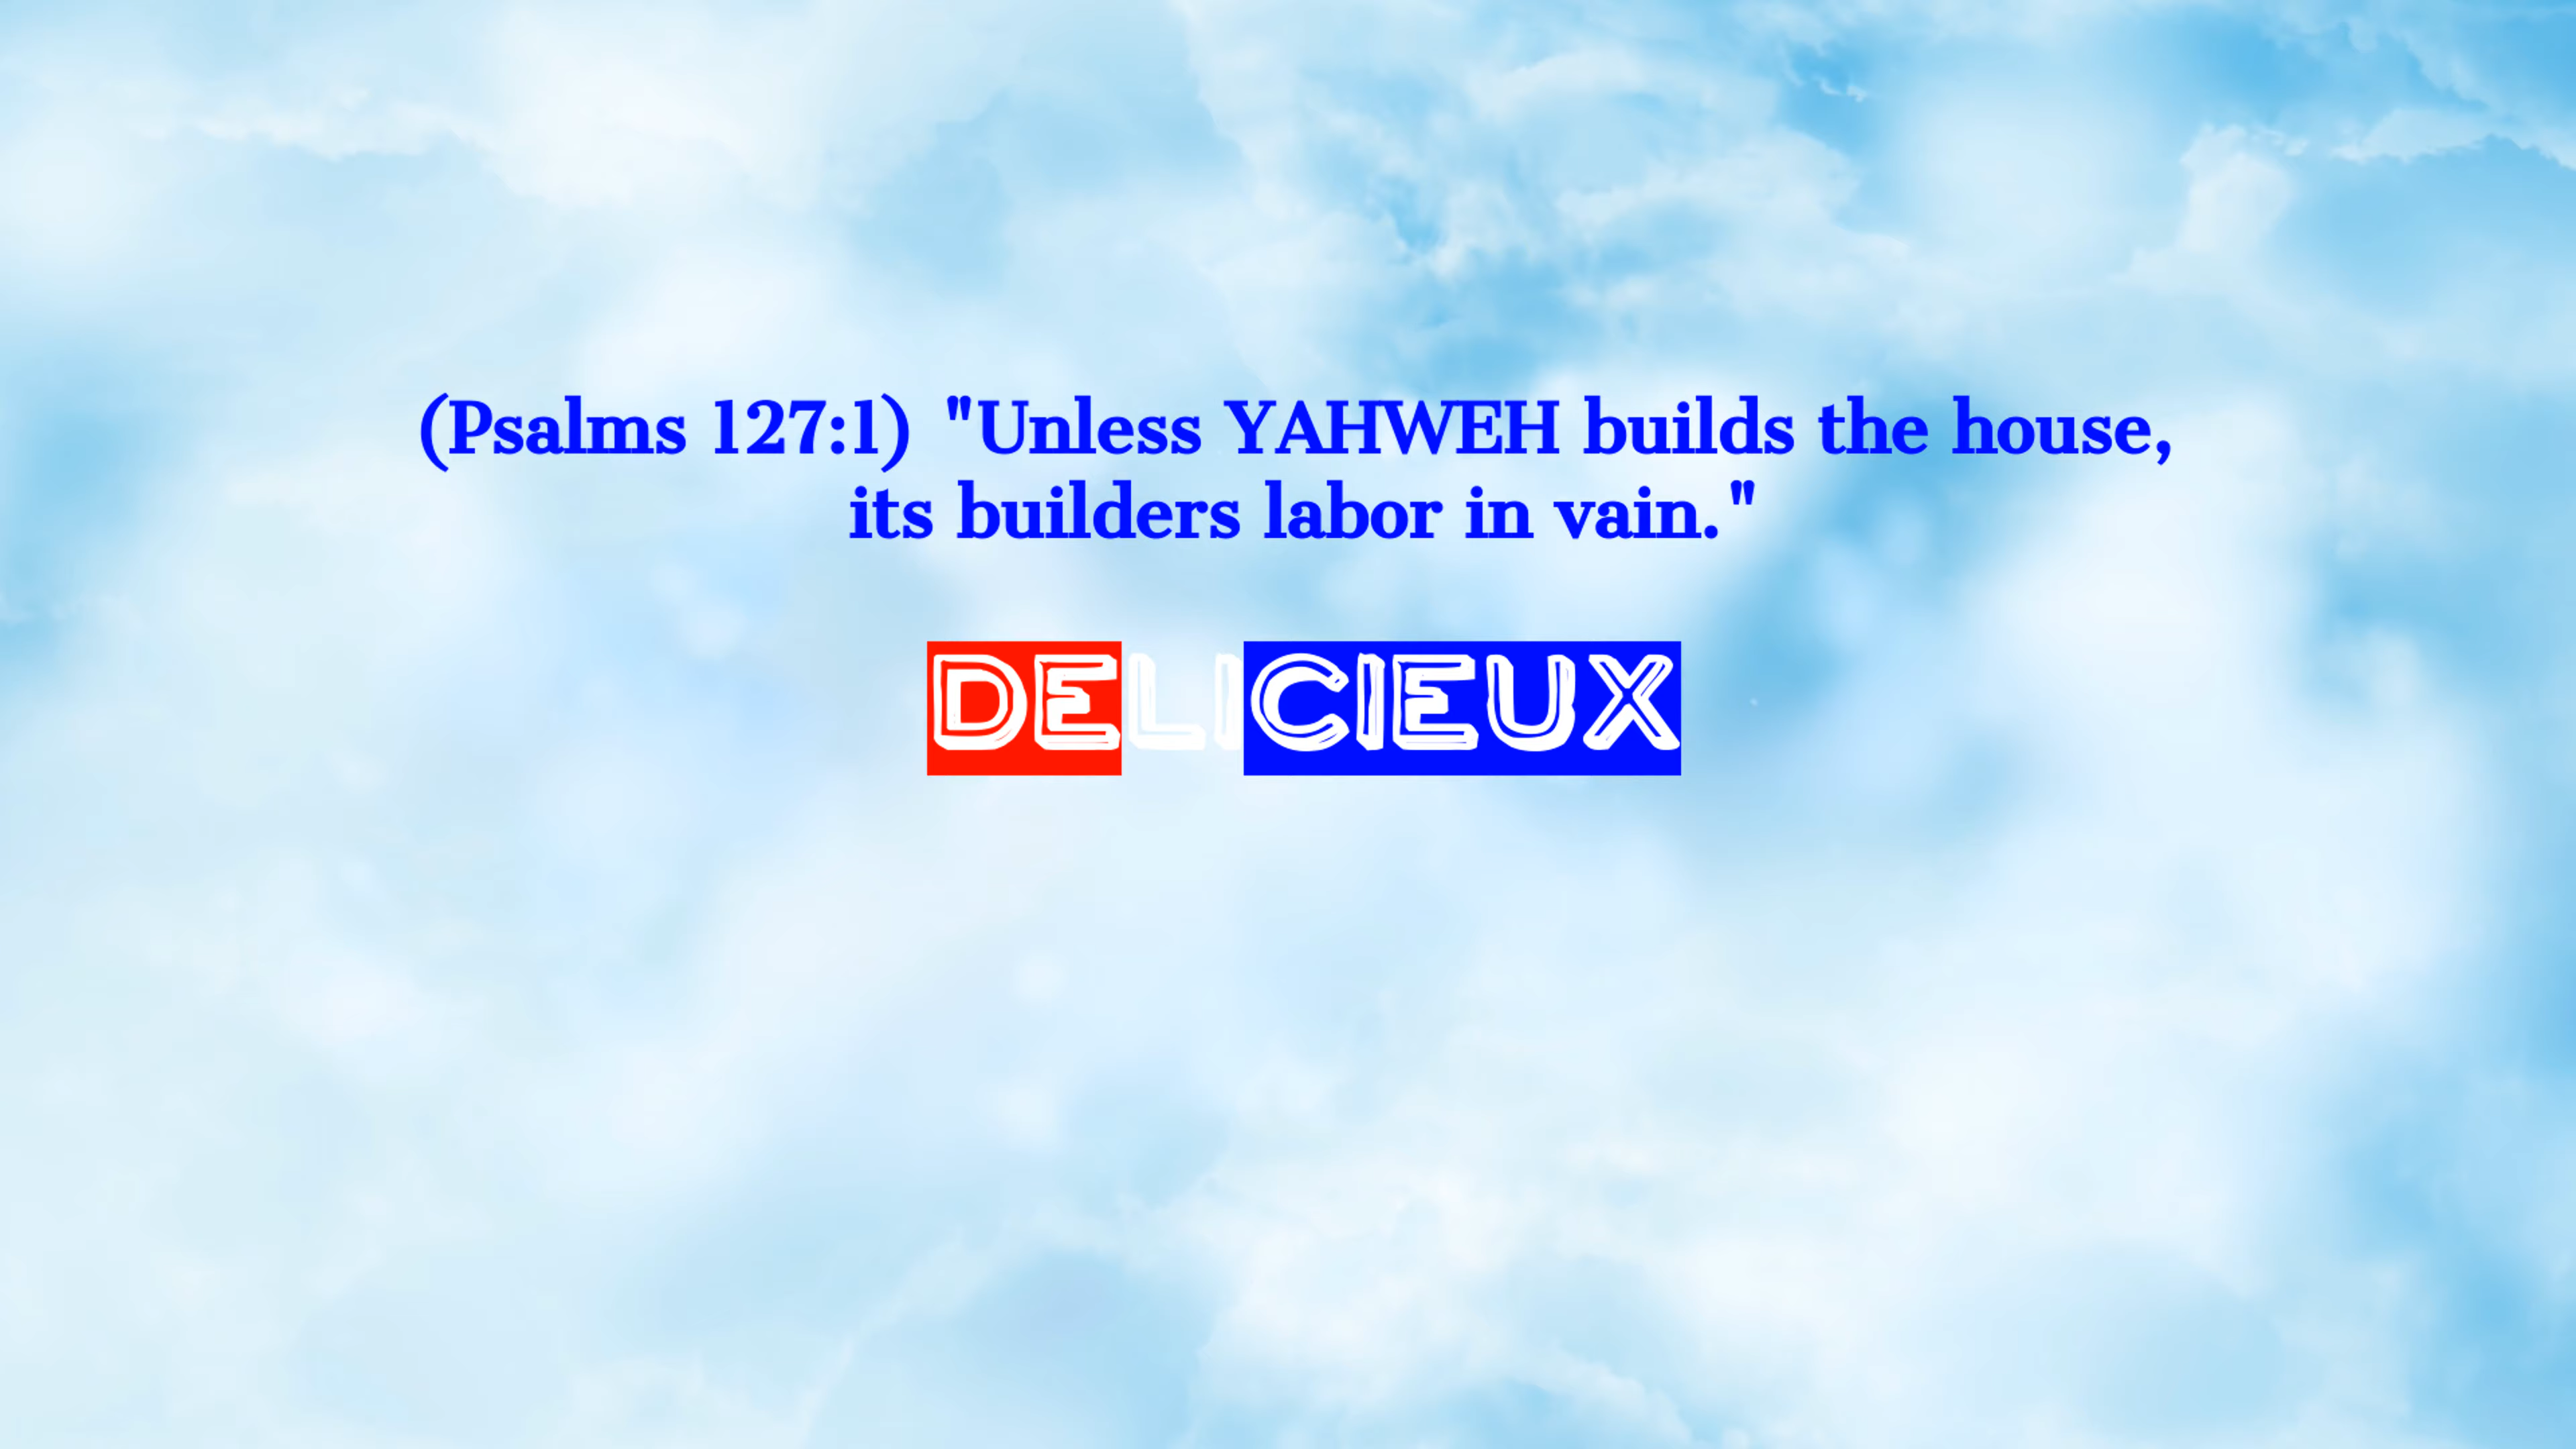 (Psalms 127:1) "Unless YAHWEH builds the house,
its builders labor in vain."
DELICIEUX